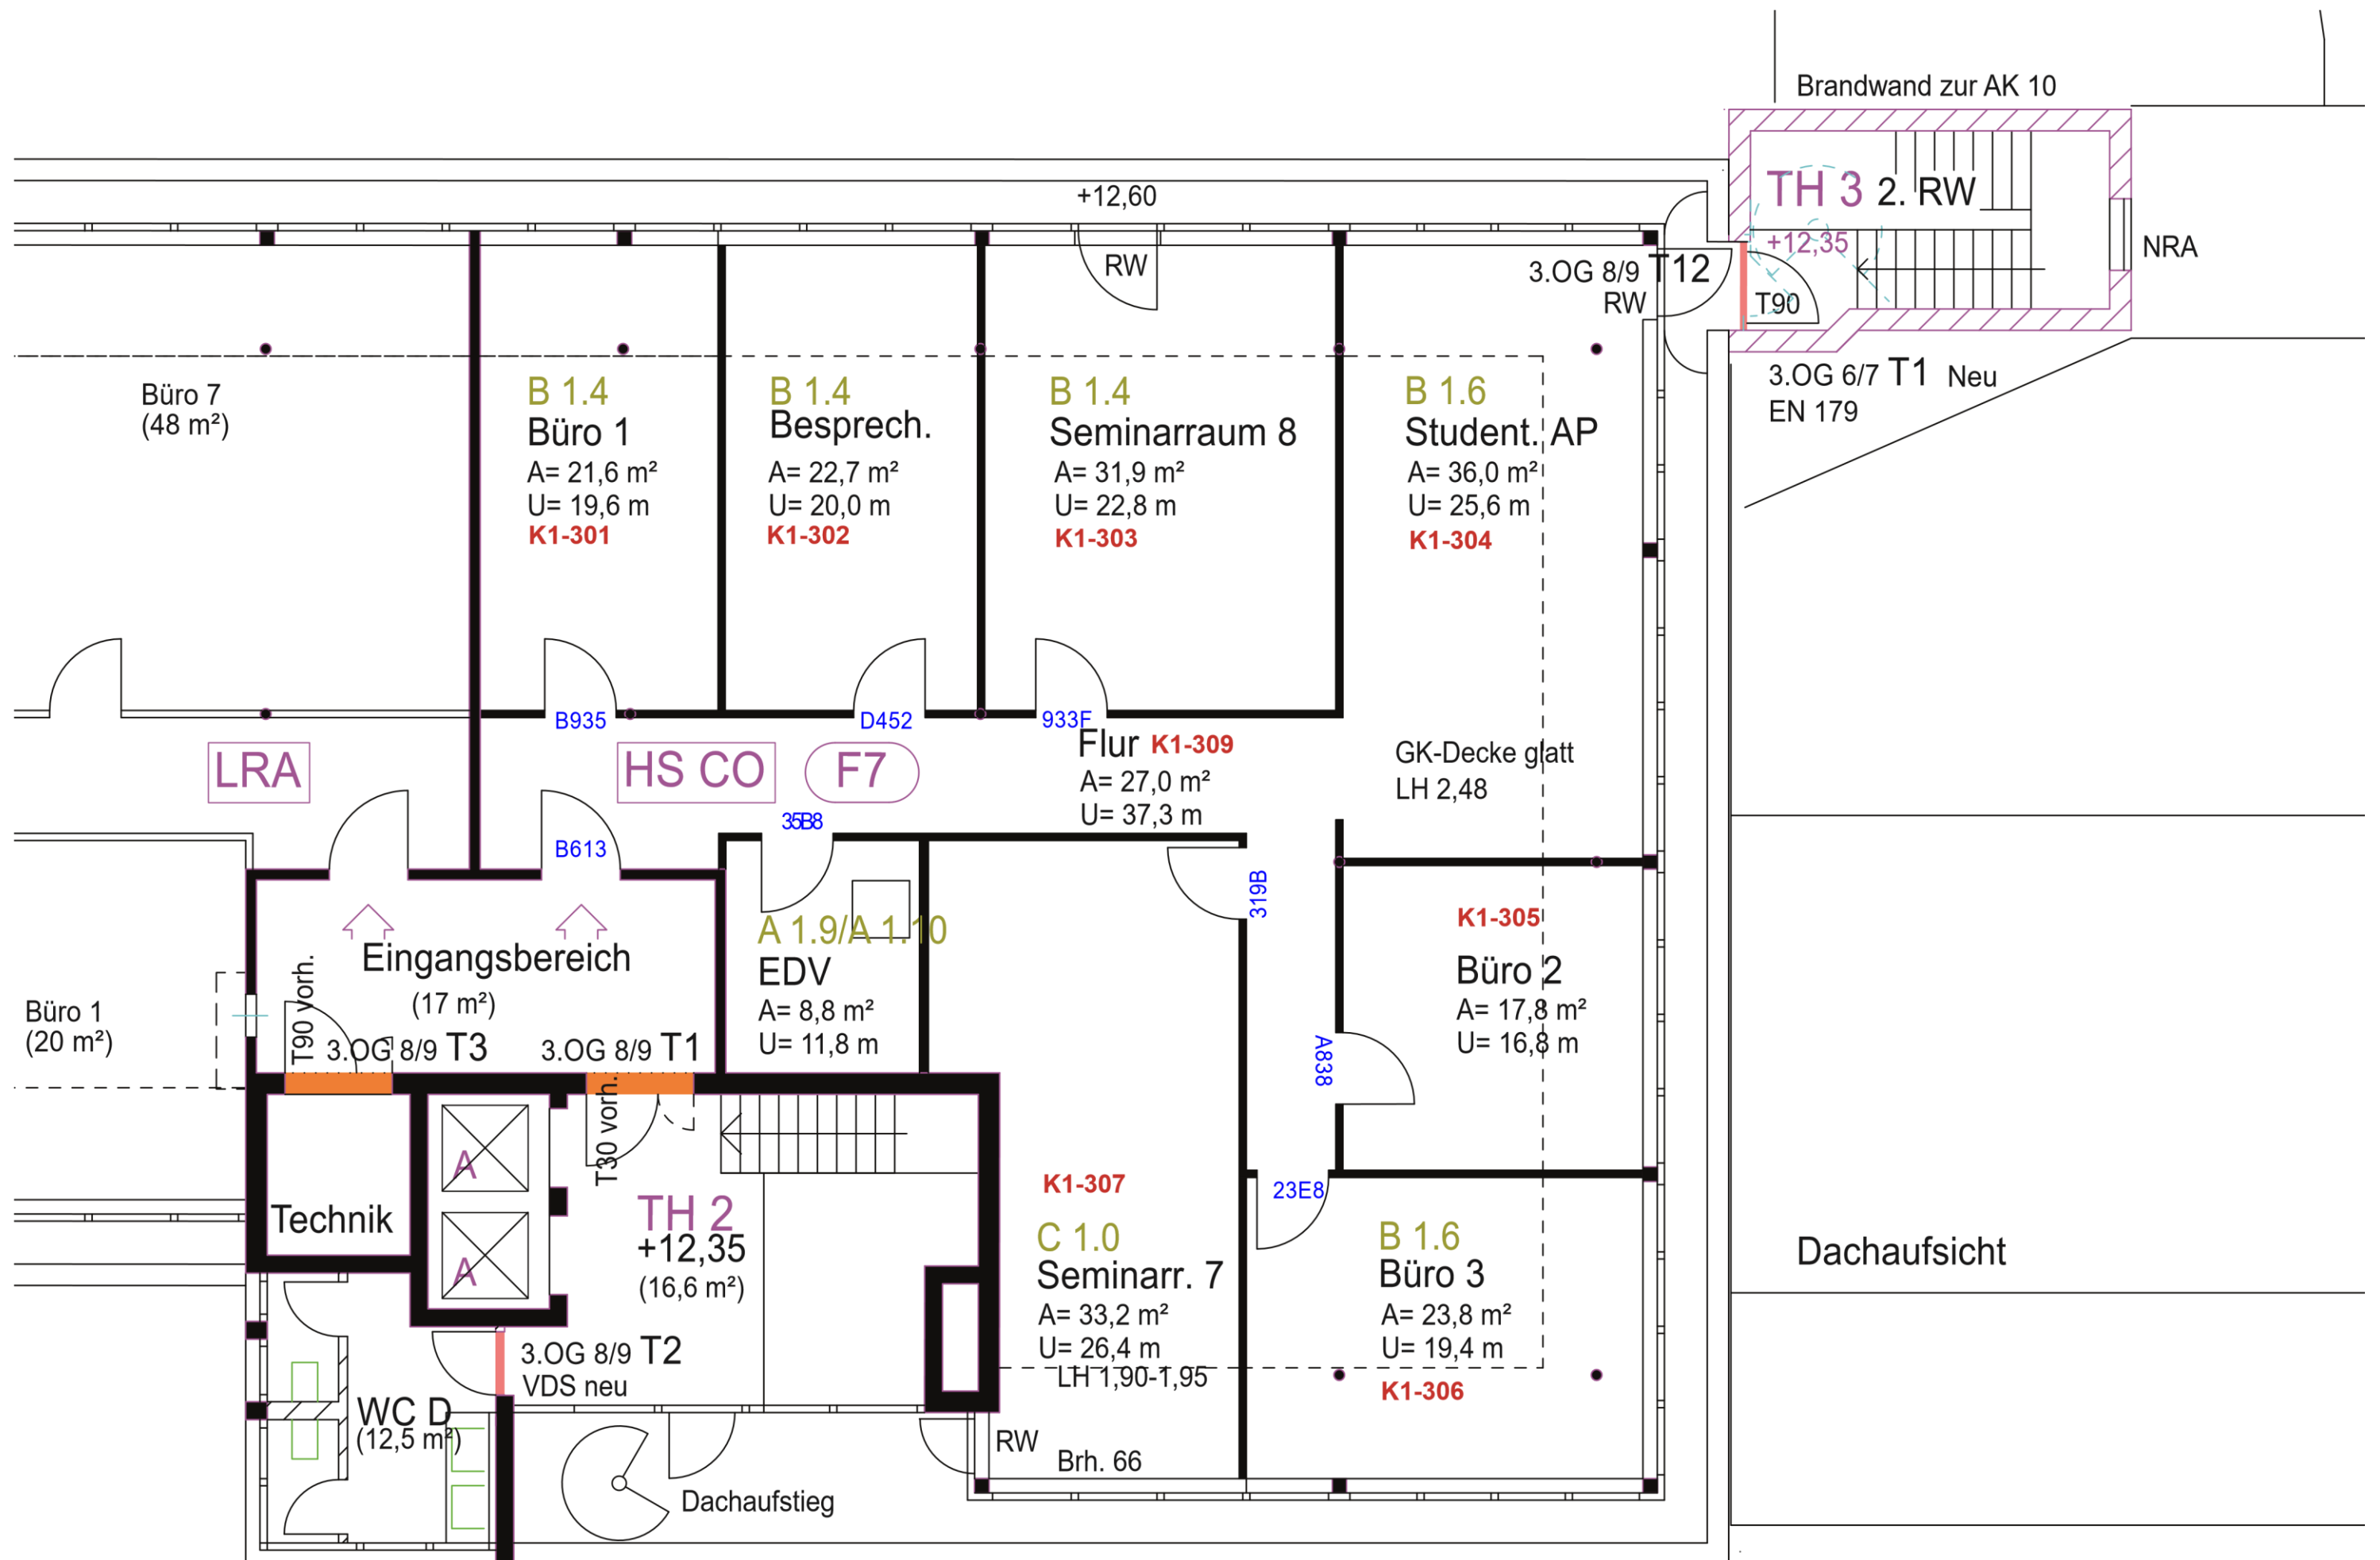 Brandwand zur AK 10
+12,60
TH 3 2. RW
+12,35
NRA
RW
3.OG 8/9 T12
RW
T90
3.OG 6/7 T1 Neu
EN 179
Büro 7
(48 m²)
B 1.4
Büro 1
A= 21,6 m²
U= 19,6 m
K1-301
B 1.4
Besprech.
A= 22,7 m²
U= 20,0 m
K1-302
B 1.4
Seminarraum 8
A= 31,9 m²
U= 22,8 m
K1-303
B 1.6
Student. AP
A= 36,0 m²
U= 25,6 m
K1-304
B935
D452
933F
LRA
HS CO
F7
Flur K1-309
A= 27,0 m²
U= 37,3 m
GK-Decke glatt
LH 2,48
35B8
B613
319B
A 1.9/A 1.10
EDV
A= 8,8 m²
U= 11,8 m
K1-305
Büro 2
A= 17,8 m²
U= 16,8 m
A838
Eingangsbereich
(17 m²)
T90 vorh.
3.OG 8/9 T3
3.OG 8/9 T1
T30 vorh.
Büro 1
(20 m²)
A
A
Technik
TH 2
+12,35
(16,6 m²)
K1-307
C 1.0
Seminarr. 7
A= 33,2 m²
U= 26,4 m
LH 1,90-1,95
23E8
B 1.6
Büro 3
A= 23,8 m²
U= 19,4 m
K1-306
Dachaufsicht
3.OG 8/9 T2
VDS neu
WC D
(12,5 m²)
RW
Brh. 66
Dachaufstieg